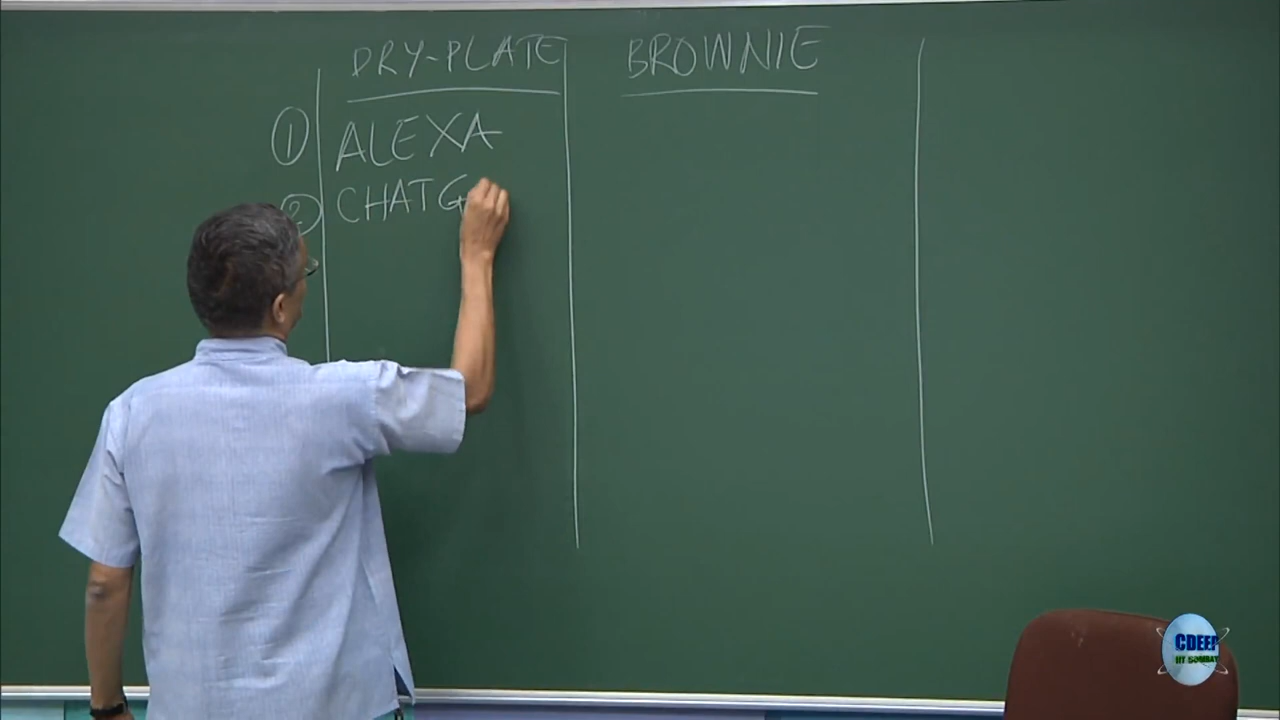 DRY-PLATE BROWNIE
① ALEXA
② CHATG
CDEEP
IIT BOMBAY